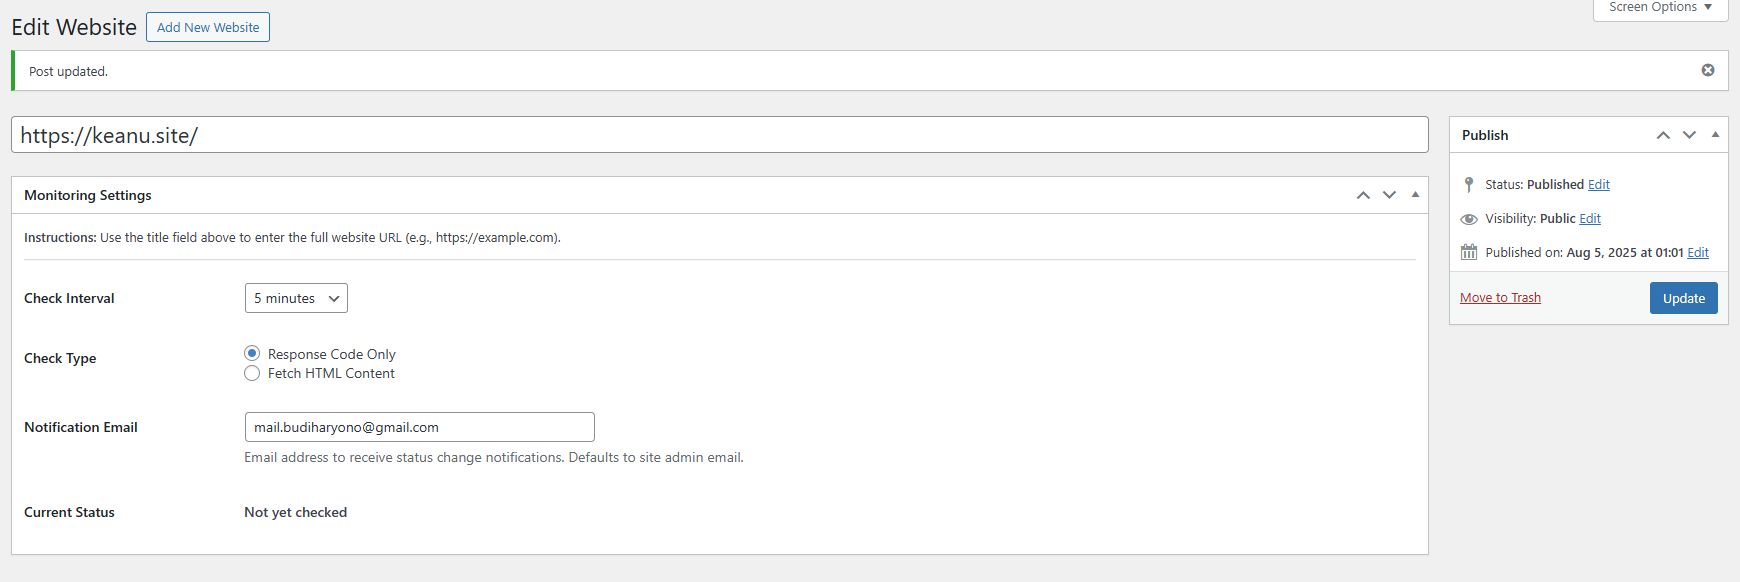 Screen Options
Edit Website
Add New Website
Post updated.
https://keanu.site/
Monitoring Settings
Instructions: Use the title field above to enter the full website URL (e.g., https://example.com).
Check Interval
5 minutes
Check Type
Response Code Only
Fetch HTML Content
Notification Email
mail.budiharyono@gmail.com
Email address to receive status change notifications. Defaults to site admin email.
Current Status
Not yet checked
Publish
Status: Published Edit
Visibility: Public Edit
Published on: Aug 5, 2025 at 01:01 Edit
Move to Trash
Update